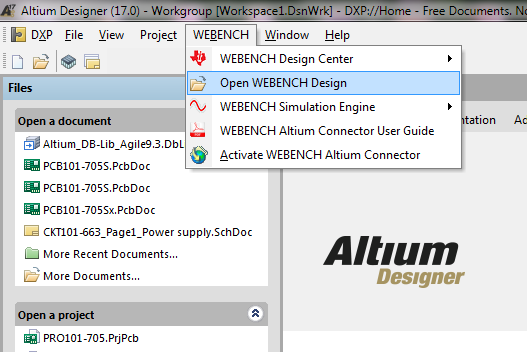 Altium Designer (17.0) - Workgroup [Workspace1.DsnWrk] - DXP://Home - Free Documents. No
DXP File View Project WEBENCH Window Help
WEBENCH Design Center
Open WEBENCH Design
WEBENCH Simulation Engine
WEBENCH Altium Connector User Guide
Activate WEBENCH Altium Connector
Files
Open a document
Altium_DB-Lib_Agile9.3.DbL
PCB101-705S.PcbDoc
PCB101-705S.PcbDoc
PCB101-705Sx.PcbDoc
CKT101-663_Page1_Power supply.SchDoc
More Recent Documents...
More Documents...
Open a project
PRO101-705.PrjPcb
entation Ad
Altium
Designer